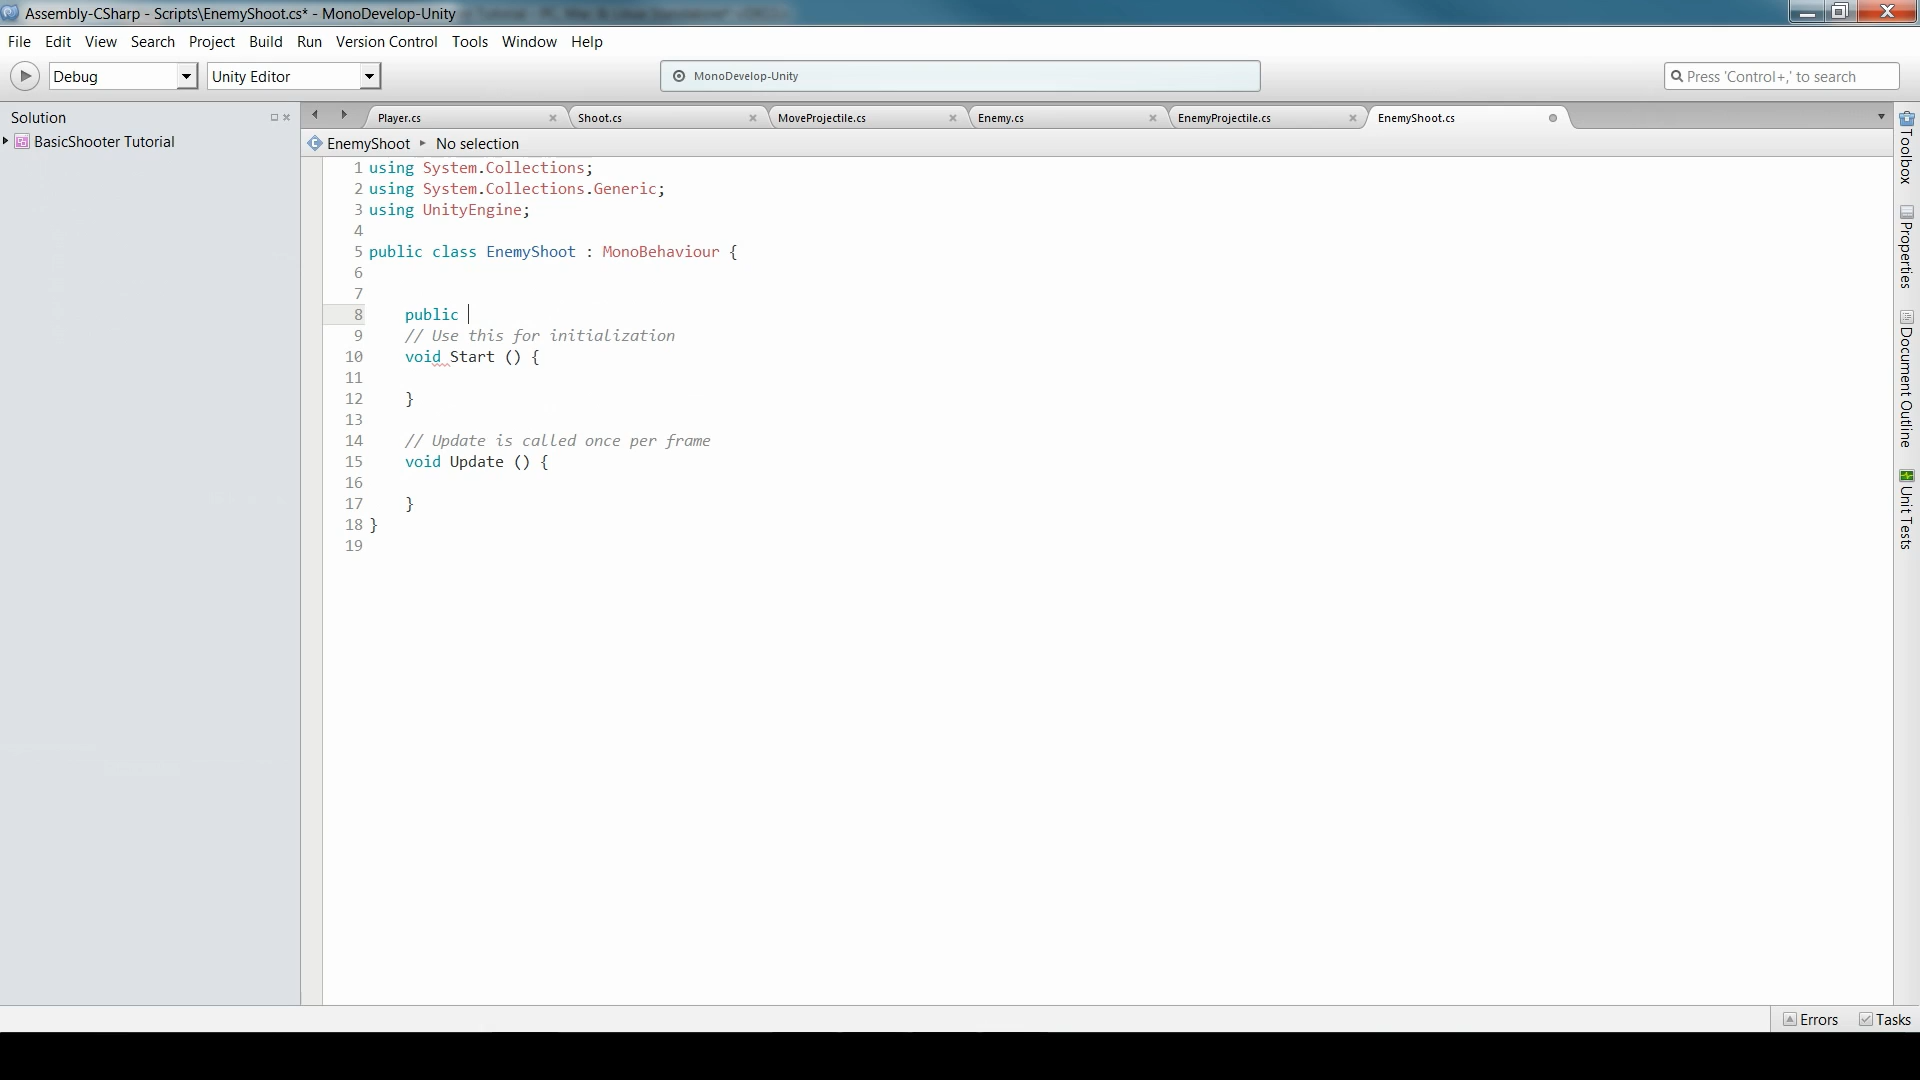 Assembly-CSharp - Scripts\EnemyShoot.cs* - MonoDevelop-Unity
File Edit View Search Project Build Run Version Control Tools Window Help
Debug Unity Editor MonoDevelop-Unity Press 'Control+,' to search
Solution
BasicShooter Tutorial
Player.cs Shoot.cs MoveProjectile.cs Enemy.cs EnemyProjectile.cs EnemyShoot.cs
EnemyShoot No selection
1 using System.Collections;
2 using System.Collections.Generic;
3 using UnityEngine;
4
5 public class EnemyShoot : MonoBehaviour {
6
7
8 public
9 // Use this for initialization
10 void Start () {
11
12 }
13
14 // Update is called once per frame
15 void Update () {
16
17 }
18 }
19
Toolbox
Properties
Document Outline
Unit Tests
Errors Tasks